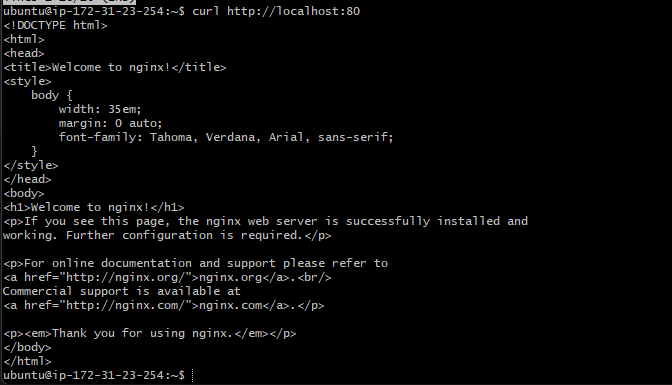 ubuntu@ip-172-31-23-254:~$ curl http://localhost:80
<!DOCTYPE html>
<html>
<head>
<title>Welcome to nginx!</title>
<style>
    body {
        width: 35em;
        margin: 0 auto;
        font-family: Tahoma, Verdana, Arial, sans-serif;
    }
</style>
</head>
<body>
<h1>Welcome to nginx!</h1>
<p>If you see this page, the nginx web server is successfully installed and
working. Further configuration is required.</p>

<p>For online documentation and support please refer to
<a href="http://nginx.org/">nginx.org</a>.<br/>
Commercial support is available at
<a href="http://nginx.com/">nginx.com</a>.</p>

<p><em>Thank you for using nginx.</em></p>
</body>
</html>
ubuntu@ip-172-31-23-254:~$